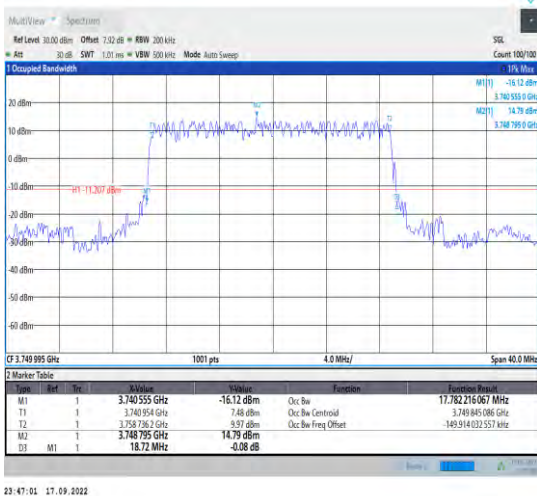 MultiView Spectrum
Ref Level 30.00 dBm Offset 7.92 dB RBW 200 kHz SGL
Att 30 dB SWT 1.01 ms VBW 500 kHz Mode Auto Sweep Count 100/100
1 Occupied Bandwidth 1Pk Max
M1[1] -16.12 dBm
3.740 555 0 GHz
M2[1] 14.79 dBm
3.748 795 0 GHz
20 dBm
M2
T1
T2
10 dBm
0 dBm
-10 dBm
H1 -11.207 dBm
-20 dBm
-30 dBm
-40 dBm
-50 dBm
-60 dBm
CF 3.749 995 GHz 1001 pts 4.0 MHz/ Span 40.0 MHz
2 Marker Table
Type Ref Trc X-Value Y-Value Function Function Result
M1 1 3.740 555 GHz -16.12 dBm Occ Bw 17.782 216 067 MHz
T1 1 3.740 954 GHz 7.48 dBm Occ Bw Centroid 3.749 845 086 GHz
T2 1 3.758 736 2 GHz 9.97 dBm Occ Bw Freq Offset -149.914 032 557 kHz
M2 1 3.748 795 GHz 14.79 dBm
D3 M1 1 18.72 MHz -0.08 dB
23:47:01 17.09.2022